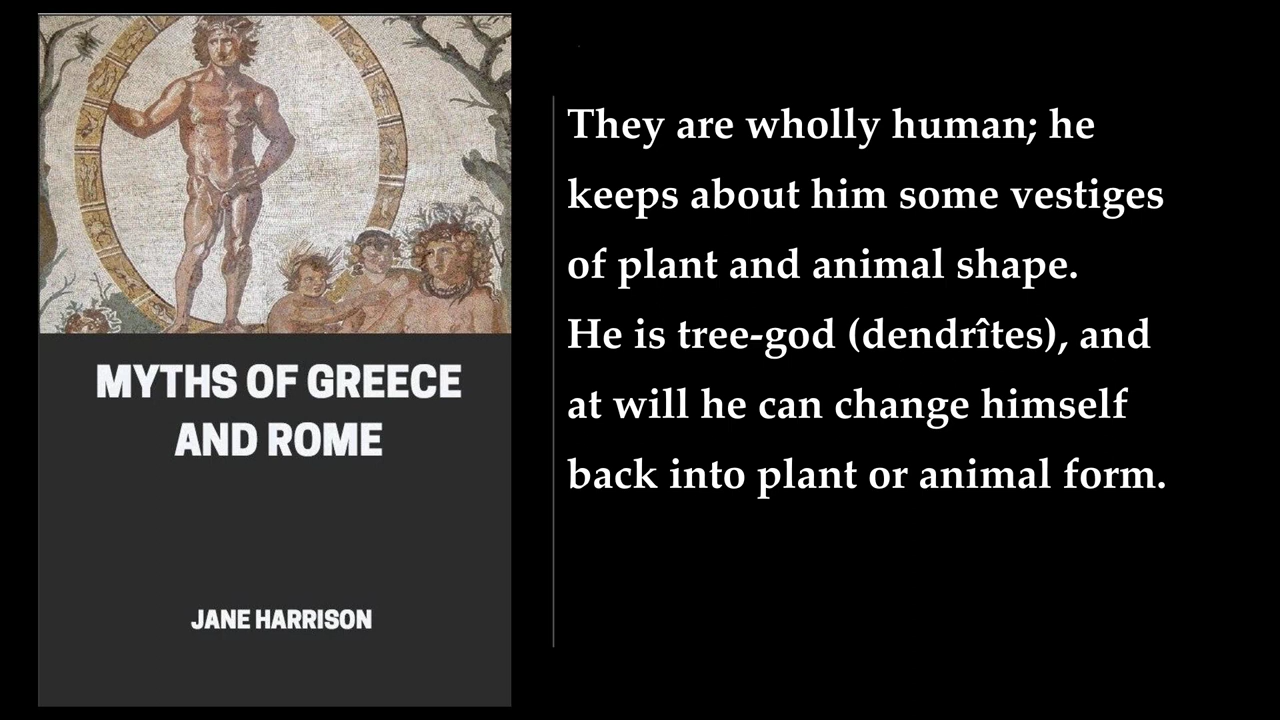 MYTHS OF GREECE
AND ROME
JANE HARRISON
They are wholly human; he
keeps about him some vestiges
of plant and animal shape.
He is tree-god (dendrîtes), and
at will he can change himself
back into plant or animal form.